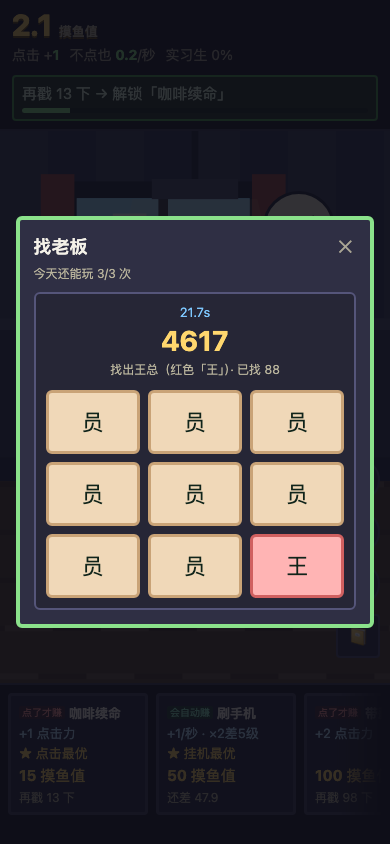 2.1 摸鱼值
点击 +1 不点也 0.2/秒 实习生 0%
再戳 13 下 → 解锁「咖啡续命」
找老板
今天还能玩 3/3 次
21.7s
4617
找出王总（红色「王」）· 已找 88
员 员 员
员 员 员
员 员 王
点了才赚 咖啡续命
+1 点击力
★ 点击最优
15 摸鱼值
再戳 13 下
会自动赚 刷手机
+1/秒 · ×2差5级
★ 挂机最优
50 摸鱼值
还差 47.9
点了才赚
+2 点击力
100 摸鱼
再戳 98 下